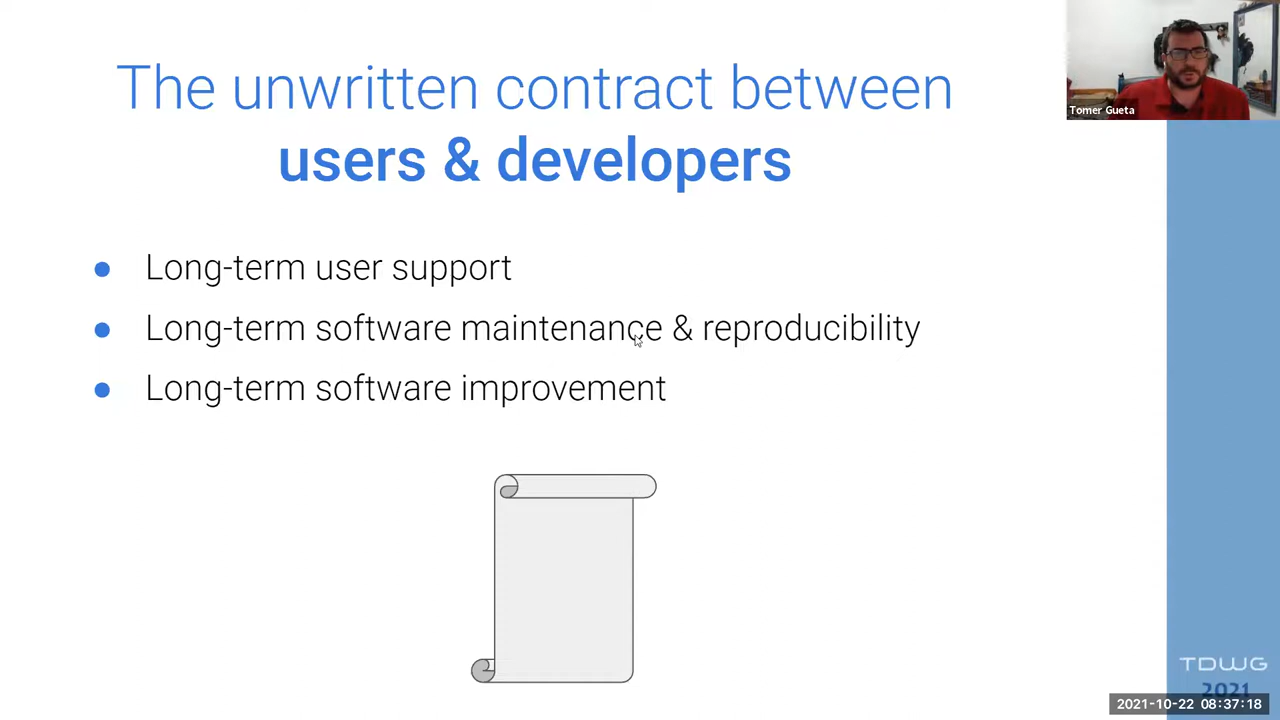 The unwritten contract between
users & developers
Tomer Gueta
● Long-term user support
● Long-term software maintenance & reproducibility
● Long-term software improvement
TDWG
2021
2021-10-22 08:37:18